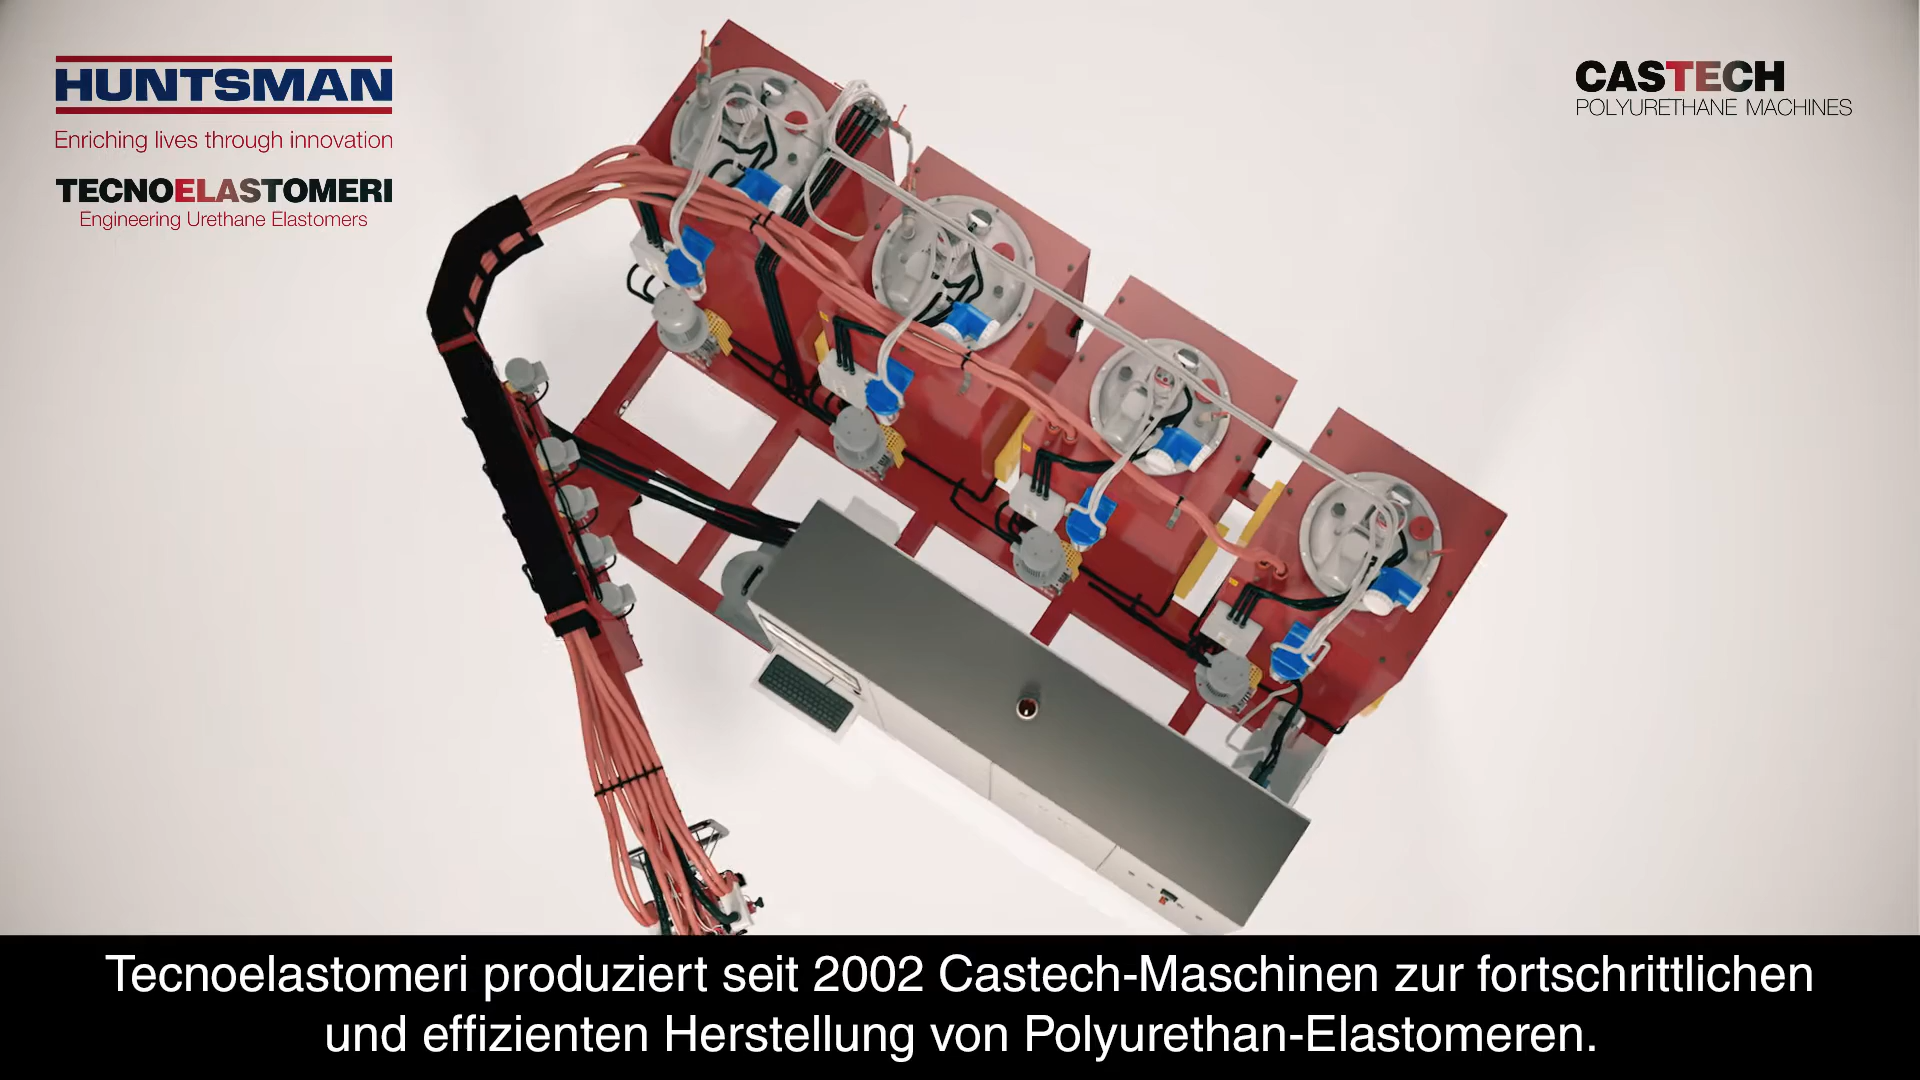 HUNTSMAN
Enriching lives through innovation
TECNOELASTOMERI
Engineering Urethane Elastomers
CASTECH
POLYURETHANE MACHINES
Tecnoelastomeri produziert seit 2002 Castech-Maschinen zur fortschrittlichen
und effizienten Herstellung von Polyurethan-Elastomeren.